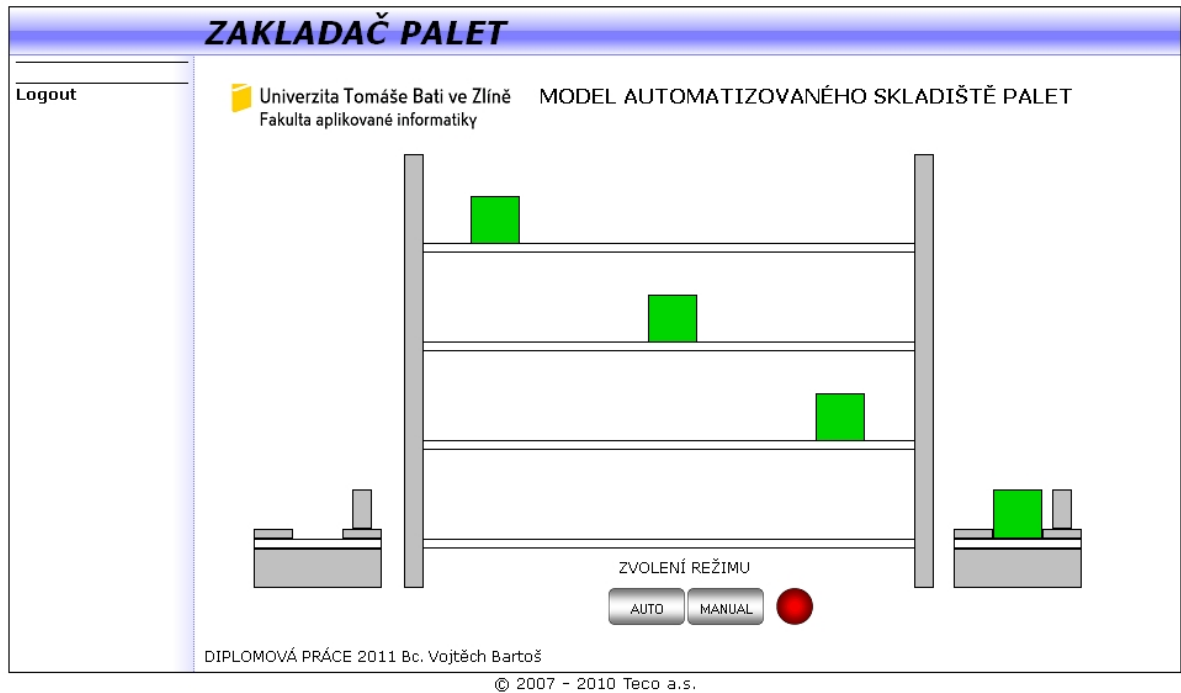 ZAKLADAČ PALET
Logout
Univerzita Tomáše Bati ve Zlíně
Fakulta aplikované informatiky
MODEL AUTOMATIZOVANÉHO SKLADIŠTĚ PALET
ZVOLENÍ REŽIMU
AUTO
MANUAL
DIPLOMOVÁ PRÁCE 2011 Bc. Vojtěch Bartoš
© 2007 - 2010 Teco a.s.